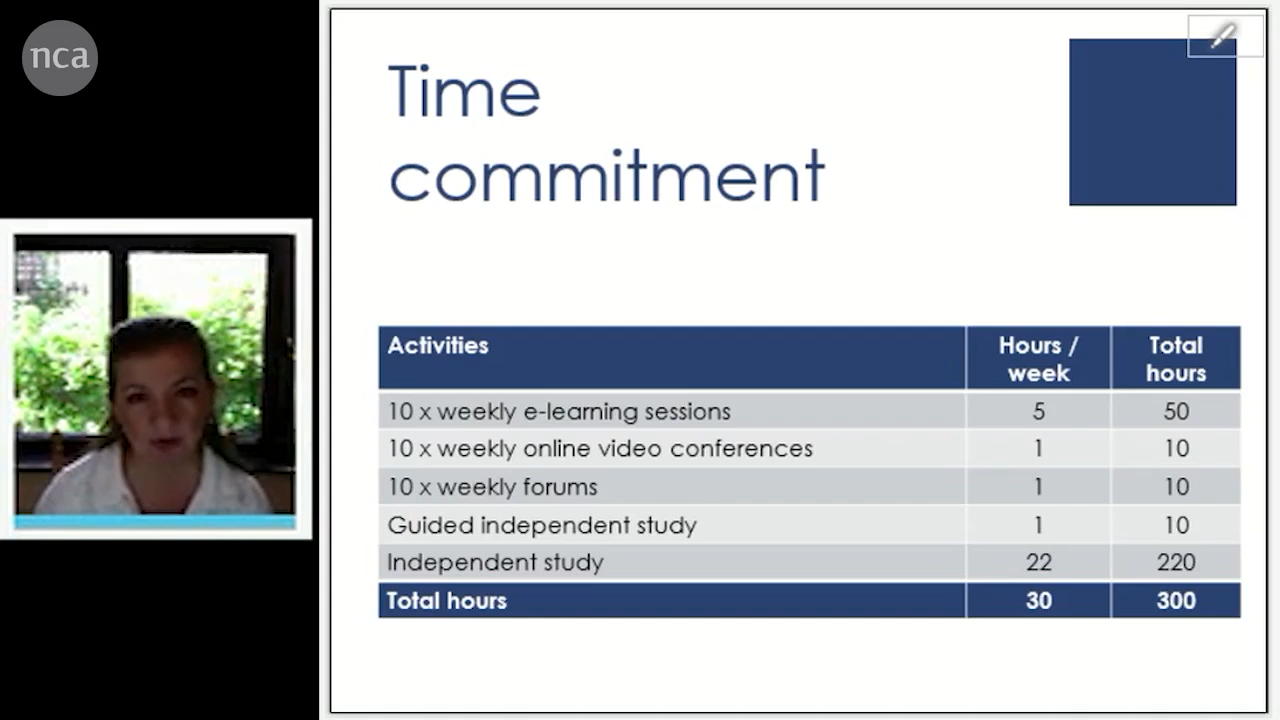 nca
Time
commitment
Activities Hours / week Total hours
10 x weekly e-learning sessions 5 50
10 x weekly online video conferences 1 10
10 x weekly forums 1 10
Guided independent study 1 10
Independent study 22 220
Total hours 30 300